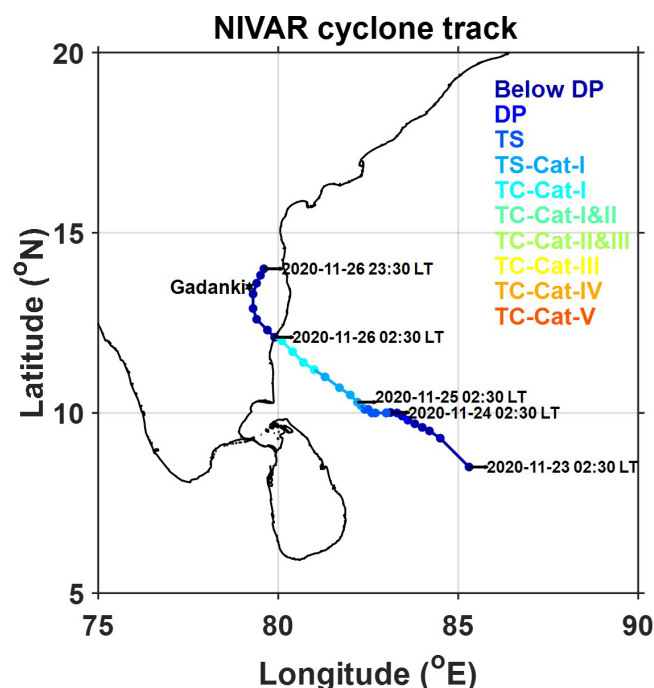 NIVAR cyclone track
20
15
10
5
Latitude (°N)
Below DP
DP
TS
TS-Cat-I
TC-Cat-I
TC-Cat-I&II
TC-Cat-II&III
TC-Cat-III
TC-Cat-IV
TC-Cat-V
2020-11-26 23:30 LT
Gadanki
2020-11-26 02:30 LT
2020-11-25 02:30 LT
2020-11-24 02:30 LT
2020-11-23 02:30 LT
75
80
85
90
Longitude (°E)